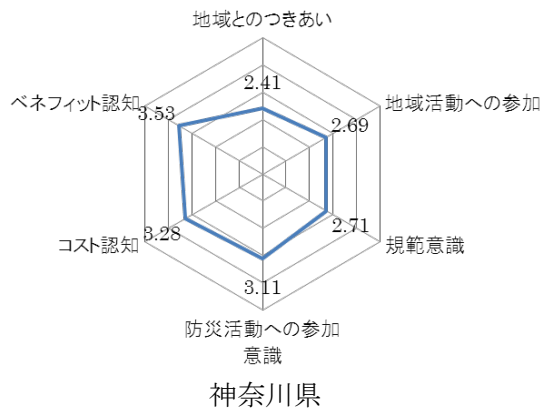 地域とのつきあい
2.41
ベネフィット認知
3.53
地域活動への参加
2.69
コスト認知
3.28
2.71
規範意識
3.11
防災活動への参加
意識
神奈川県